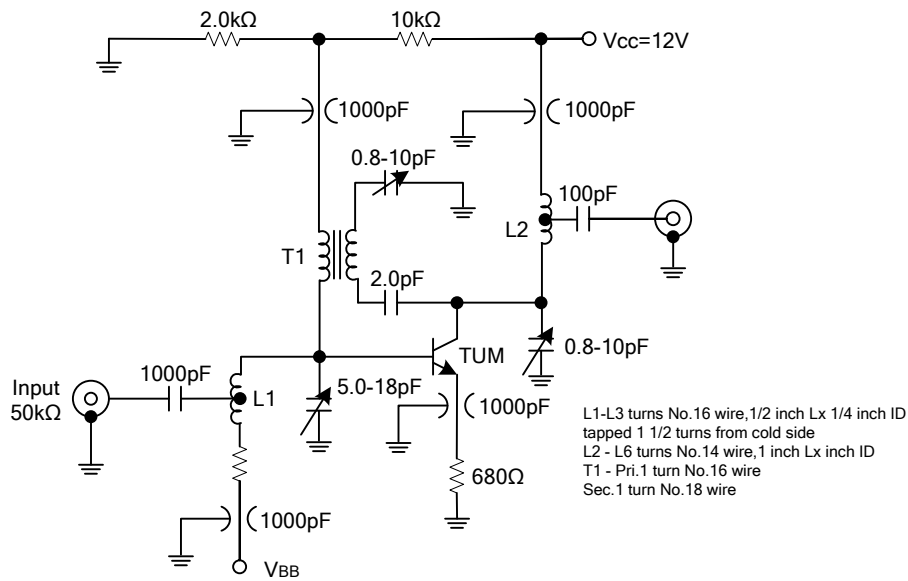 2.0kΩ
10kΩ
Vcc=12V
1000pF
1000pF
0.8-10pF
100pF
L2
T1
2.0pF
TUM
0.8-10pF
1000pF
Input
50kΩ
L1
5.0-18pF
1000pF
680Ω
1000pF
VBB
L1-L3 turns No.16 wire,1/2 inch Lx 1/4 inch ID
tapped 1 1/2 turns from cold side
L2 - L6 turns No.14 wire,1 inch Lx inch ID
T1 - Pri.1 turn No.16 wire
Sec.1 turn No.18 wire